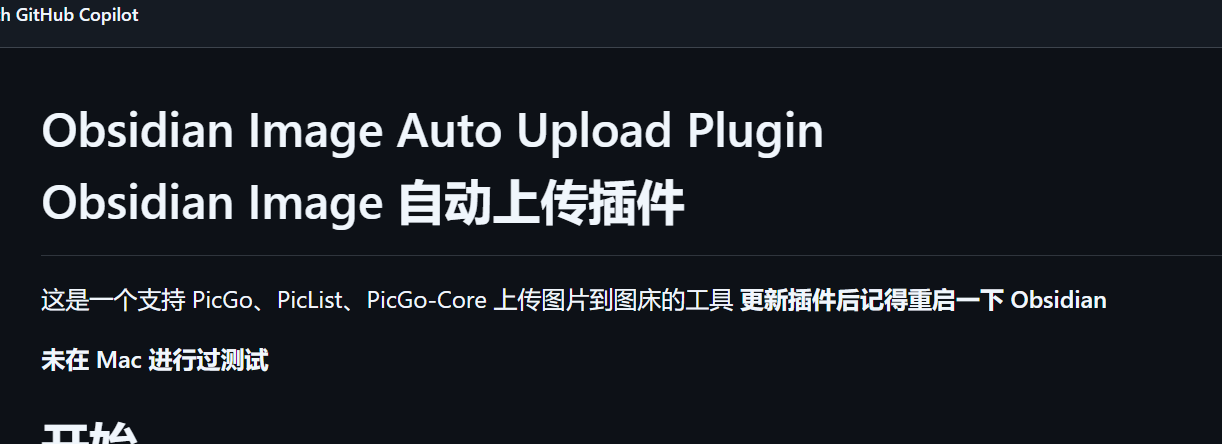 h GitHub Copilot
Obsidian Image Auto Upload Plugin
Obsidian Image 自动上传插件
这是一个支持 PicGo、PicList、PicGo-Core 上传图片到图床的工具 更新插件后记得重启一下 Obsidian
未在 Mac 进行过测试
开始